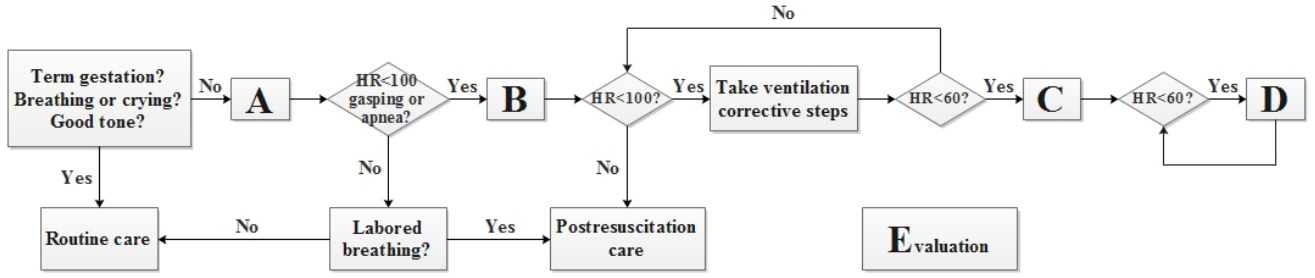 No
Term gestation?
Breathing or crying?
Good tone?
No
A
HR<100
gasping or
apnea?
Yes
B
HR<100?
Yes
Take ventilation
corrective steps
HR<60?
Yes
C
HR<60?
Yes
D
Yes
No
No
Routine care
No
Labored
breathing?
Yes
Postresuscitation
care
Evaluation